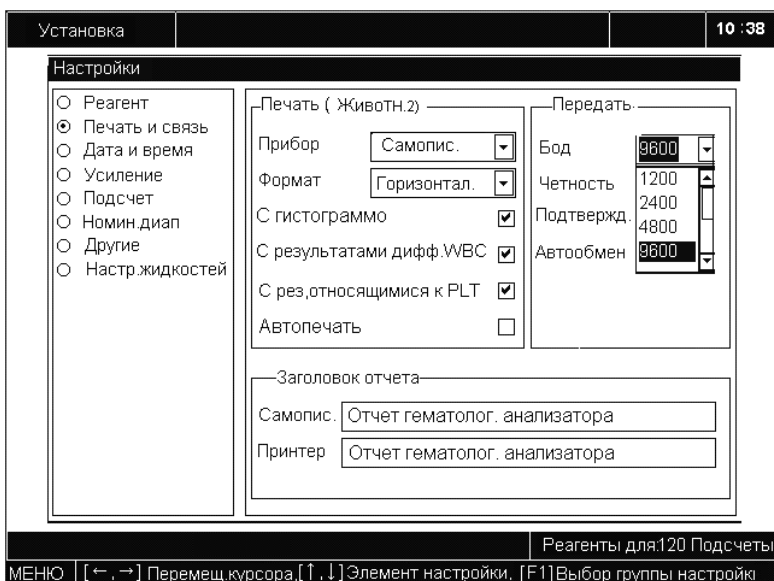 Установка
10:38
Настройки
Реагент
Печать и связь
Дата и время
Усиление
Подсчет
Номин.диап
Другие
Настр.жидкостей
Печать ( Животн.2)
Прибор Самопис.
Формат Горизонтал.
С гистограммо
С результатами дифф.WBC
С рез,относящимися к PLT
Автопечать
Передать
Бод 9600
Четность 1200
2400
Подтвержд. 4800
Автообмен 9600
Заголовок отчета
Самопис. Отчет гематолог. анализатора
Принтер Отчет гематолог. анализатора
Реагенты для:120 Подсчеты
МЕНЮ [←,→] Перемещ.курсора,[↑,↓]Элемент настройки, [F1]Выбор группы настройкı